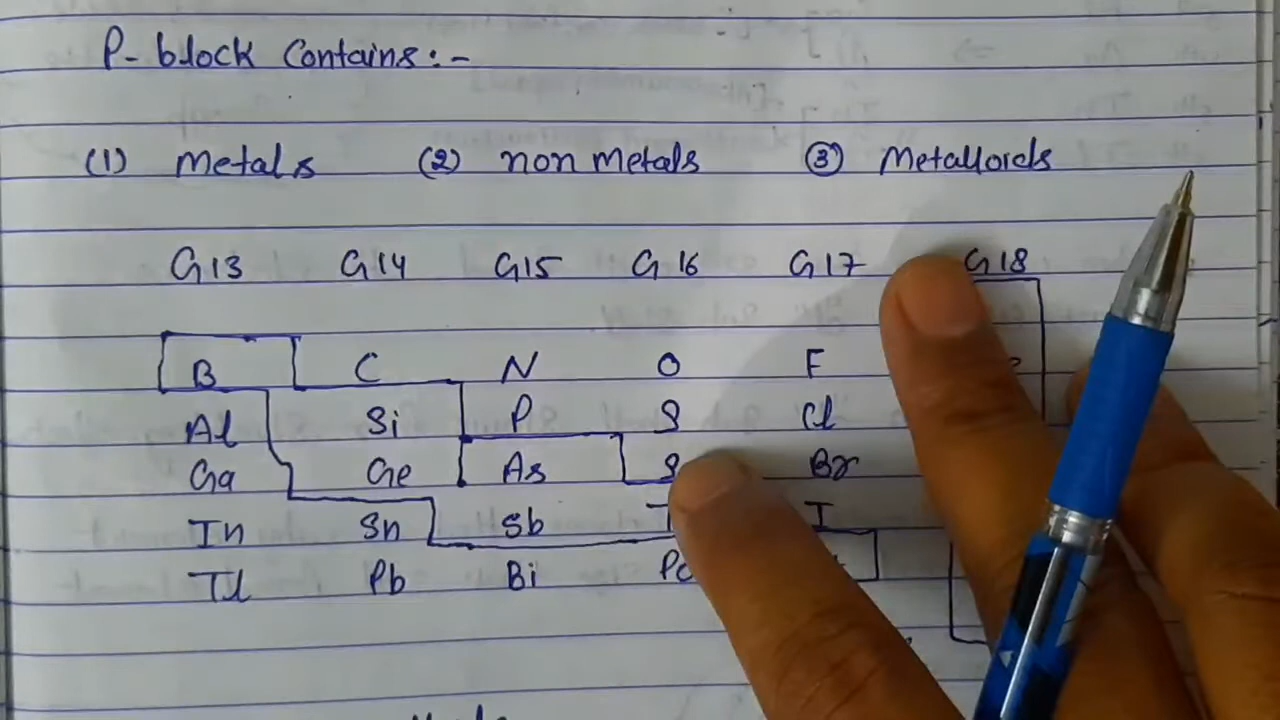 P-block Contains:-
(1) Metals (2) non Metals (3) Metalloids
G13 G14 G15 G16 G17 G18
B C N O F
Al Si P S Cl
Ga Ge As Br
In Sn Sb I
Tl Pb Bi